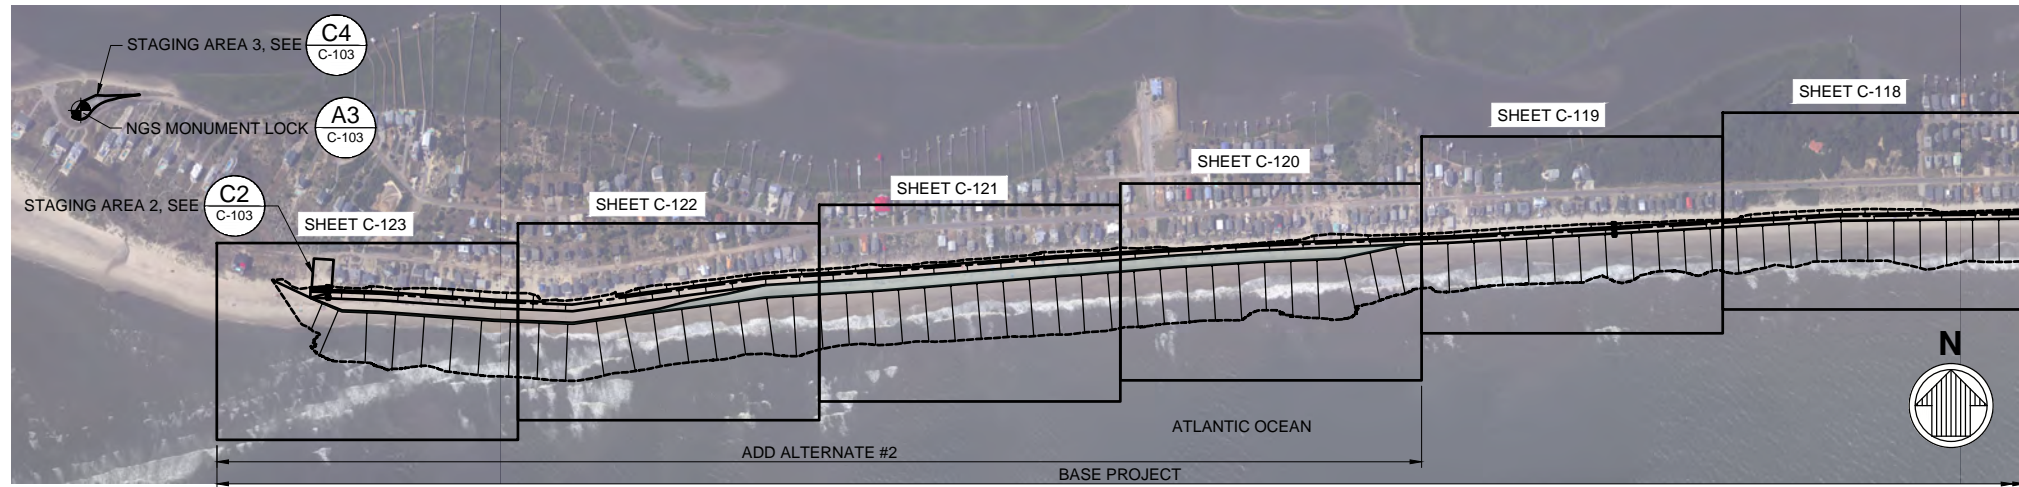 STAGING AREA 3, SEE
C4
C-103
NGS MONUMENT LOCK
A3
C-103
STAGING AREA 2, SEE
C2
C-103
SHEET C-123
SHEET C-122
SHEET C-121
SHEET C-120
SHEET C-119
SHEET C-118
N
ATLANTIC OCEAN
ADD ALTERNATE #2
BASE PROJECT